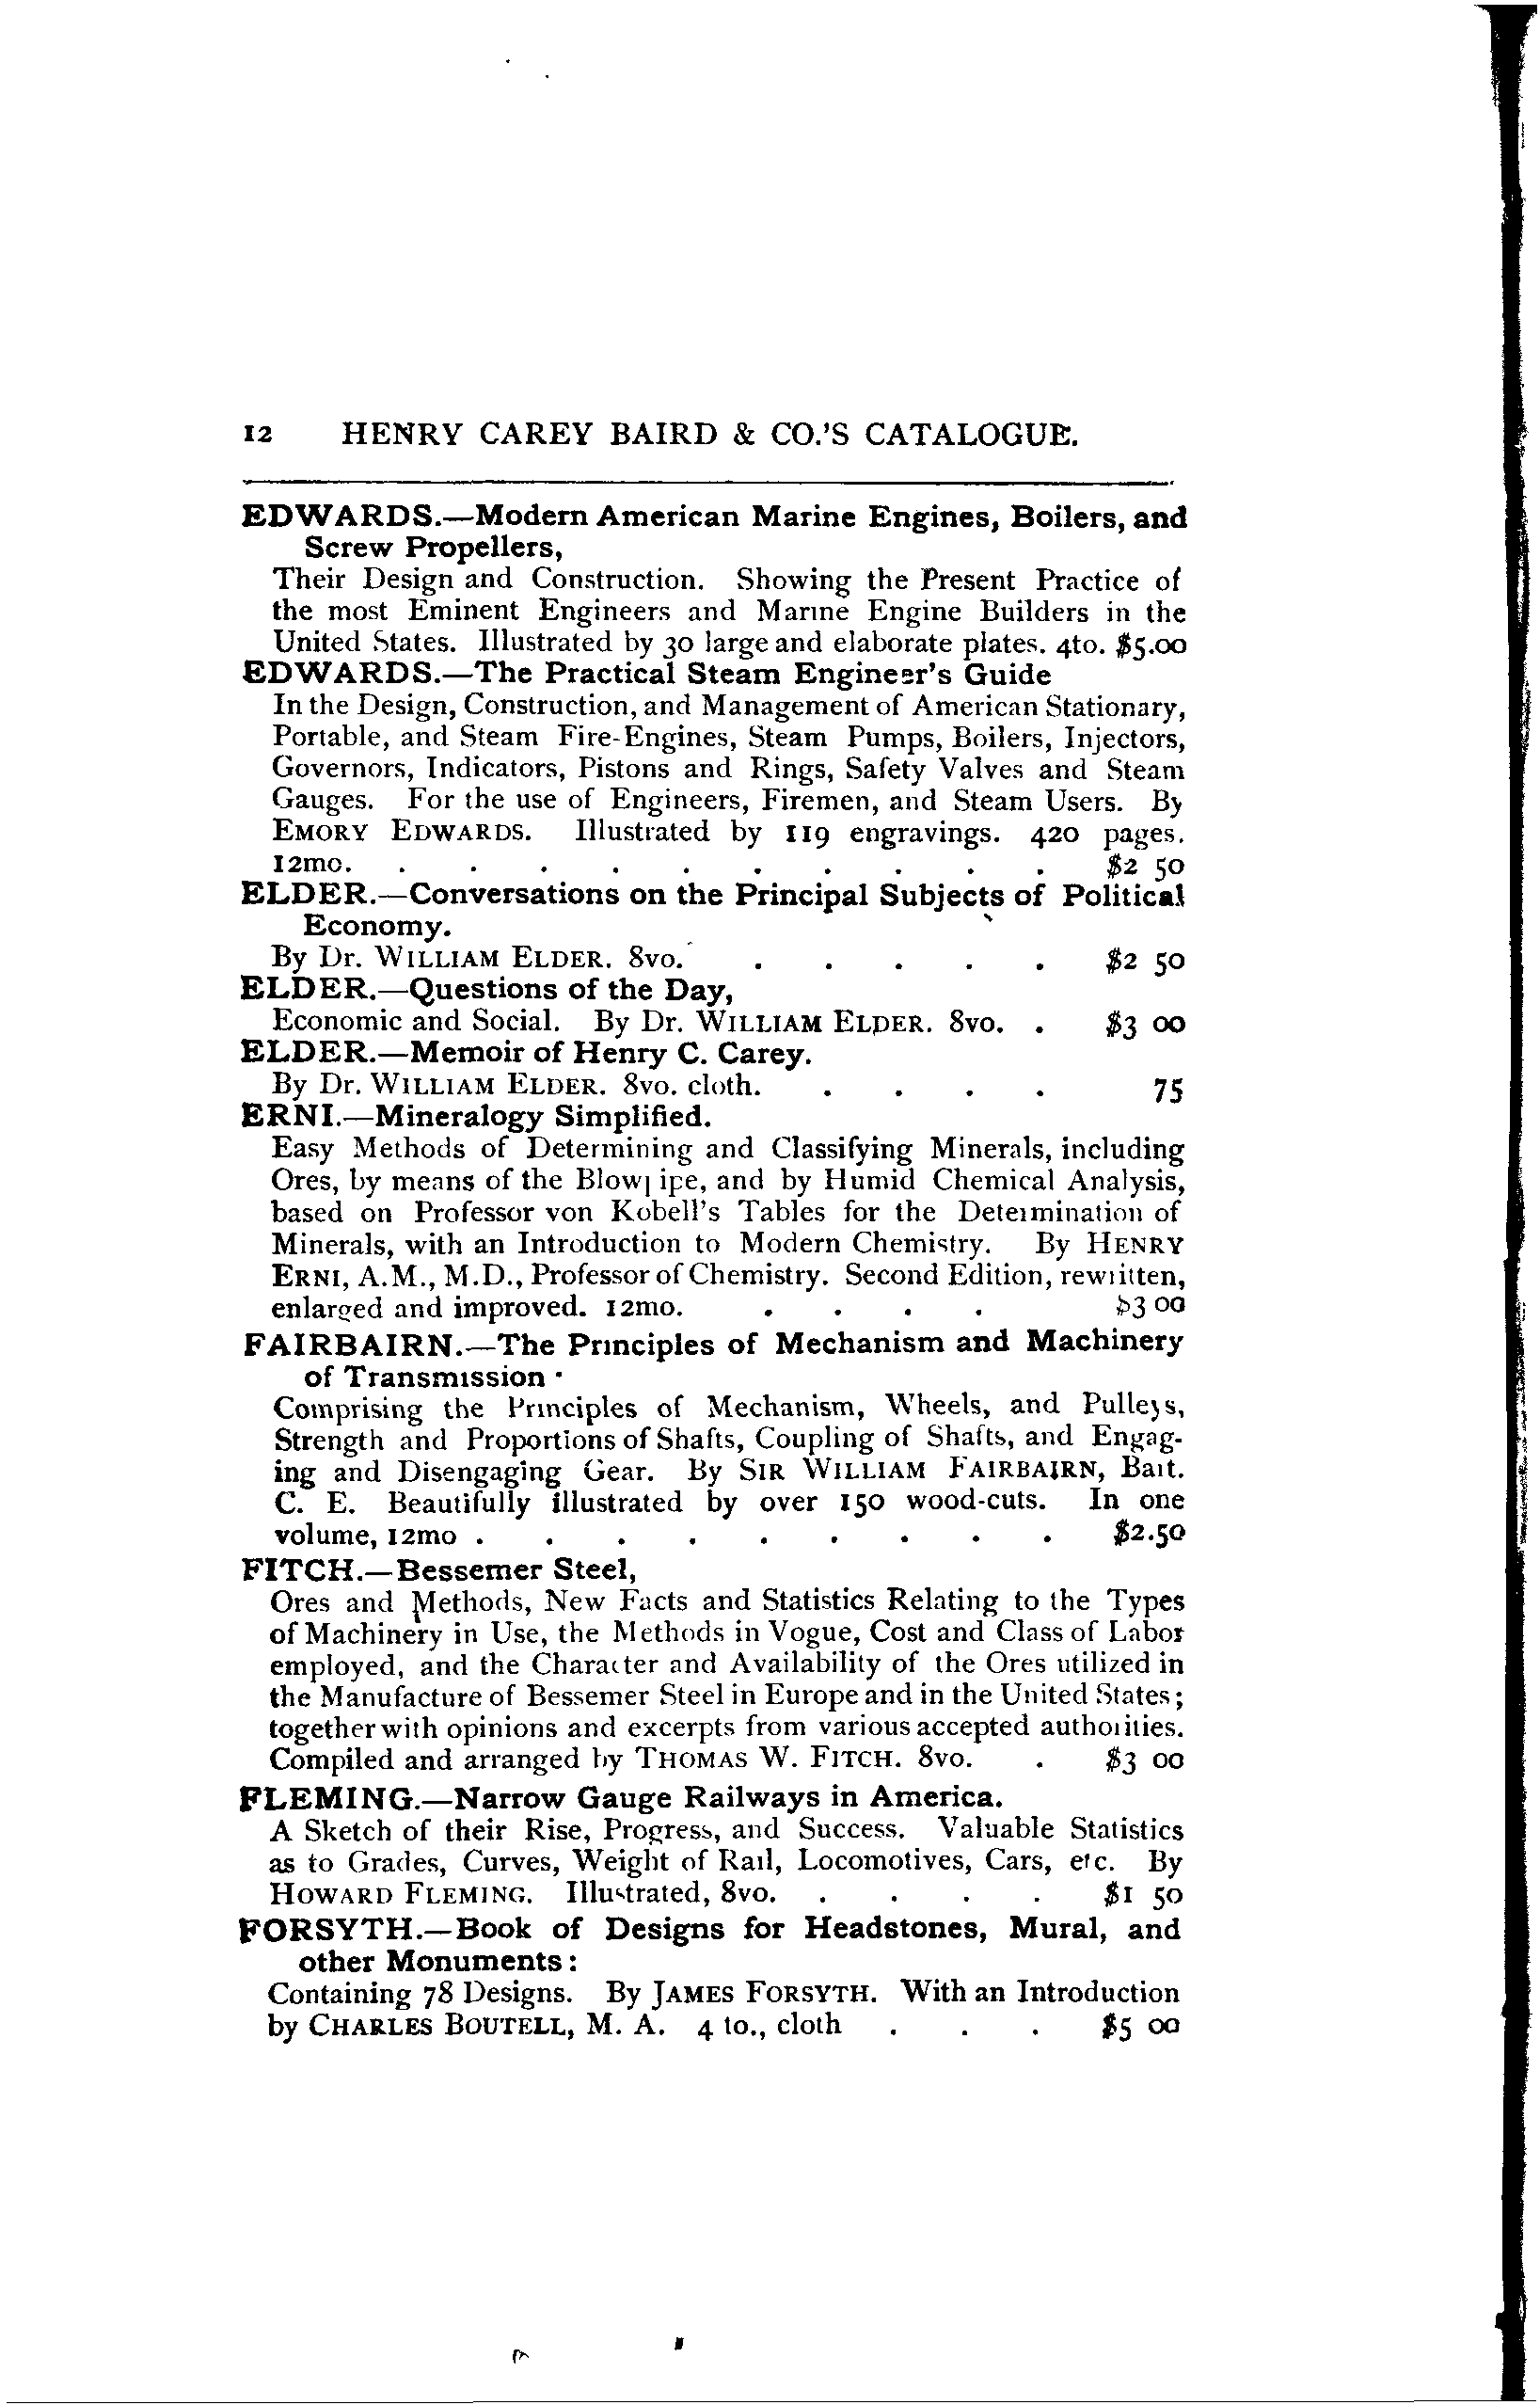 12 HENRY CAREY BAIRD & CO.'S CATALOGUE.
EDWARDS.—Modern American Marine Engines, Boilers, and
Screw Propellers,
Their Design and Construction. Showing the Present Practice of
the most Eminent Engineers and Marine Engine Builders in the
United States. Illustrated by 30 large and elaborate plates. 4to. $5.00
EDWARDS.—The Practical Steam Engineer's Guide
In the Design, Construction, and Management of American Stationary,
Portable, and Steam Fire-Engines, Steam Pumps, Boilers, Injectors,
Governors, Indicators, Pistons and Rings, Safety Valves and Steam
Gauges. For the use of Engineers, Firemen, and Steam Users. By
EMORY EDWARDS. Illustrated by 119 engravings. 420 pages.
12mo. . . . . . . . . . . $2 50
ELDER.—Conversations on the Principal Subjects of Political
Economy.
By Dr. WILLIAM ELDER. 8vo. . . . . . $2 50
ELDER.—Questions of the Day,
Economic and Social. By Dr. WILLIAM ELDER. 8vo. . $3 00
ELDER.—Memoir of Henry C. Carey.
By Dr. WILLIAM ELDER. 8vo. cloth. . . . . 75
ERNI.—Mineralogy Simplified.
Easy Methods of Determining and Classifying Minerals, including
Ores, by means of the Blowpipe, and by Humid Chemical Analysis,
based on Professor von Kobell's Tables for the Determination of
Minerals, with an Introduction to Modern Chemistry. By HENRY
ERNI, A.M., M.D., Professor of Chemistry. Second Edition, rewritten,
enlarged and improved. 12mo. . . . . $3 00
FAIRBAIRN.—The Principles of Mechanism and Machinery
of Transmission ·
Comprising the Principles of Mechanism, Wheels, and Pulleys,
Strength and Proportions of Shafts, Coupling of Shafts, and Engag-
ing and Disengaging Gear. By SIR WILLIAM FAIRBAIRN, Bart.
C. E. Beautifully illustrated by over 150 wood-cuts. In one
volume, 12mo . . . . . . . . . $2.50
FITCH.—Bessemer Steel,
Ores and Methods, New Facts and Statistics Relating to the Types
of Machinery in Use, the Methods in Vogue, Cost and Class of Labor
employed, and the Character and Availability of the Ores utilized in
the Manufacture of Bessemer Steel in Europe and in the United States;
together with opinions and excerpts from various accepted authorities.
Compiled and arranged by THOMAS W. FITCH. 8vo. . $3 00
FLEMING.—Narrow Gauge Railways in America.
A Sketch of their Rise, Progress, and Success. Valuable Statistics
as to Grades, Curves, Weight of Rail, Locomotives, Cars, etc. By
HOWARD FLEMING. Illustrated, 8vo. . . . . $1 50
FORSYTH.—Book of Designs for Headstones, Mural, and
other Monuments:
Containing 78 Designs. By JAMES FORSYTH. With an Introduction
by CHARLES BOUTELL, M. A. 4 to., cloth . . . $5 00